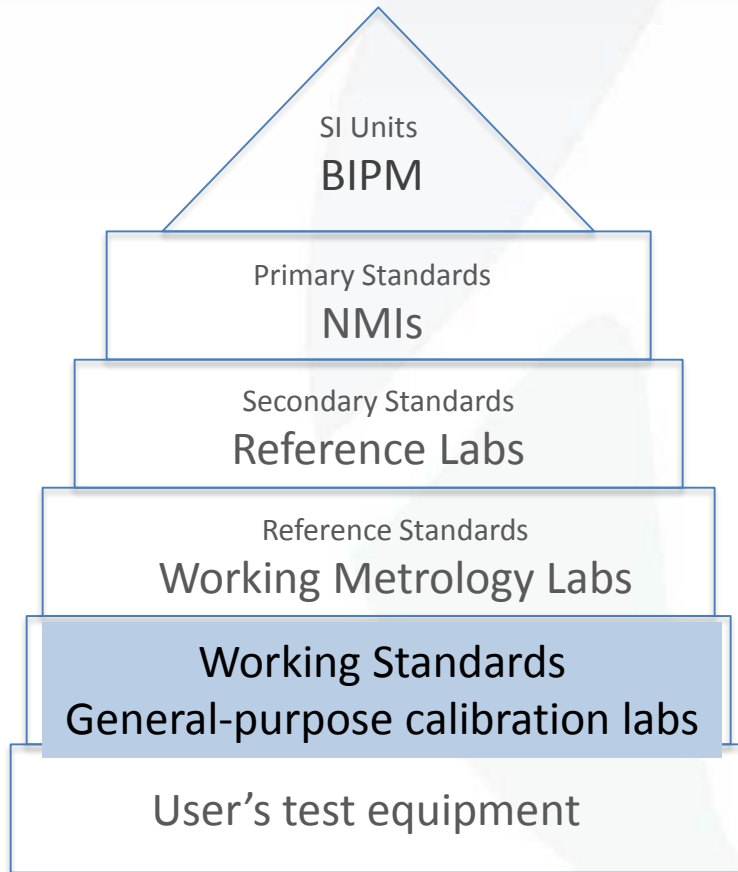 SI Units
BIPM
Primary Standards
NMIs
Secondary Standards
Reference Labs
Reference Standards
Working Metrology Labs
Working Standards
General-purpose calibration labs
User’s test equipment